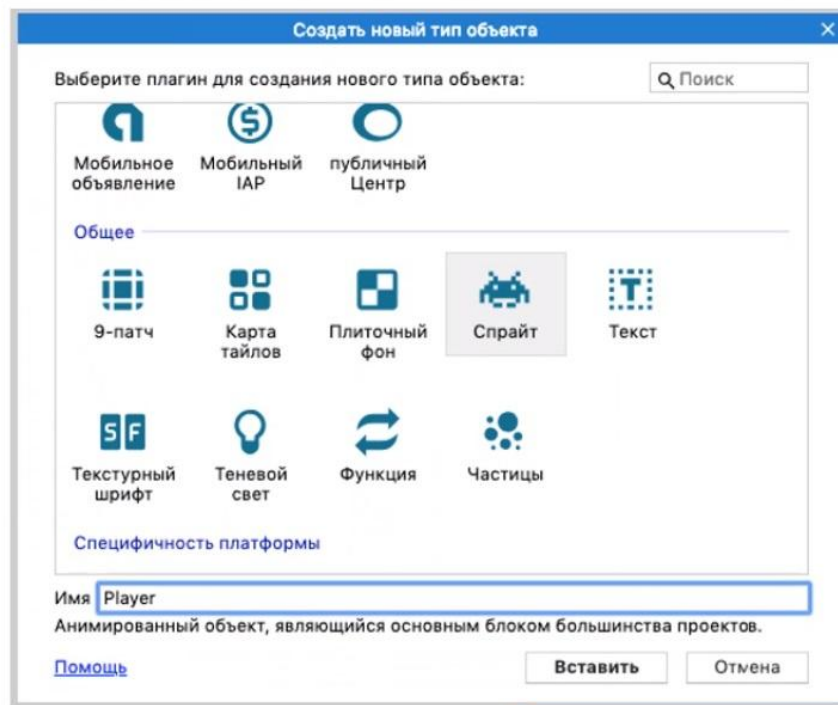 Создать новый тип объекта
Выберите плагин для создания нового типа объекта:
Поиск
Мобильное объявление
Мобильный IAP
публичный Центр
Общее
9-патч
Карта тайлов
Плиточный фон
Спрайт
T
Текст
S F
Текстурный шрифт
Теневой свет
Функция
Частицы
Специфичность платформы
Имя Player
Анимированный объект, являющийся основным блоком большинства проектов.
Помощь
Вставить
Отмена